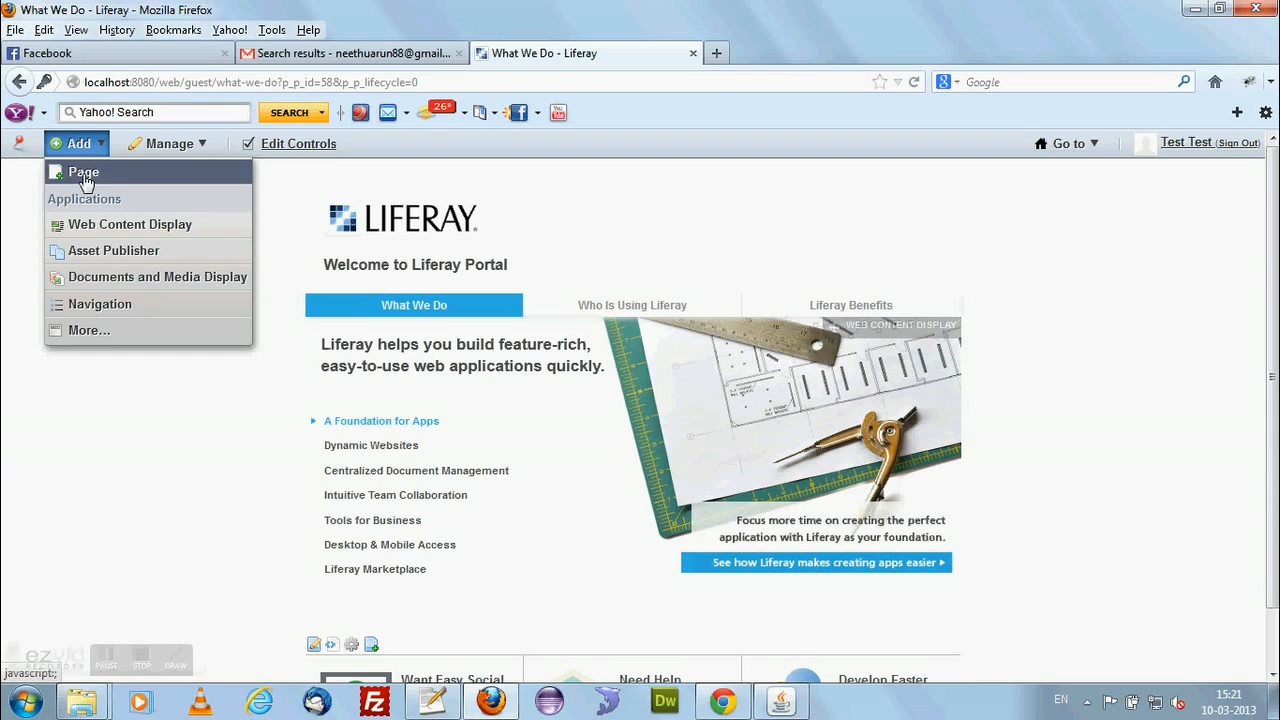 What We Do - Liferay - Mozilla Firefox
File Edit View History Bookmarks Yahoo! Tools Help
Facebook
Search results - neethuarun88@gmail...
What We Do - Liferay
localhost:8080/web/guest/what-we-do?p_p_id=58&p_p_lifecycle=0
Google
Yahoo! Search
SEARCH
26°
Add
Manage
Edit Controls
Go to
Test Test (Sign Out)
Page
Applications
Web Content Display
Asset Publisher
Documents and Media Display
Navigation
More...
LIFERAY
Welcome to Liferay Portal
What We Do
Who Is Using Liferay
Liferay Benefits
WEB CONTENT DISPLAY
Liferay helps you build feature-rich,
easy-to-use web applications quickly.
A Foundation for Apps
Dynamic Websites
Centralized Document Management
Intuitive Team Collaboration
Tools for Business
Desktop & Mobile Access
Liferay Marketplace
Focus more time on creating the perfect
application with Liferay as your foundation.
See how Liferay makes creating apps easier
Want Easy Social
Need Help
Develop Faster
PAUSE
STOP
DRAW
javascript:;
Dw
EN
15:21
10-03-2013